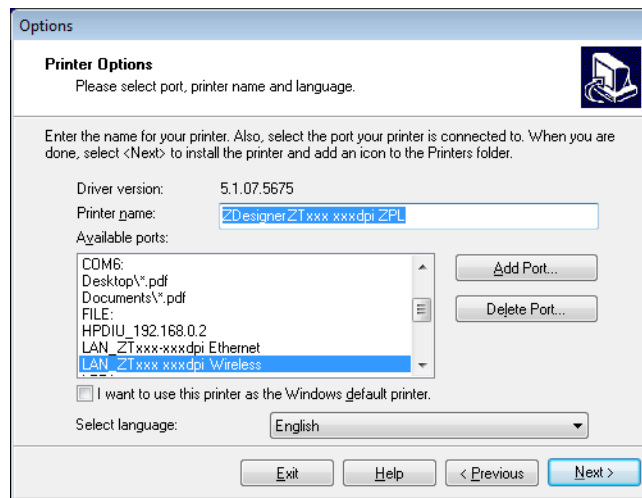 Options
Printer Options
Please select port, printer name and language.
Enter the name for your printer. Also, select the port your printer is connected to. When you are
done, select <Next> to install the printer and add an icon to the Printers folder.
Driver version: 5.1.07.5675
Printer name: ZDesignerZTxxx xxxdpi ZPL
Available ports:
COM6:
Desktop\*.pdf
Documents\*.pdf
FILE:
HPDIU_192.168.0.2
LAN_ZTxxx-xxxdpi Ethernet
LAN_ZTxxx xxxdpi Wireless
Add Port...
Delete Port...
I want to use this printer as the Windows default printer.
Select language: English
Exit Help < Previous Next >